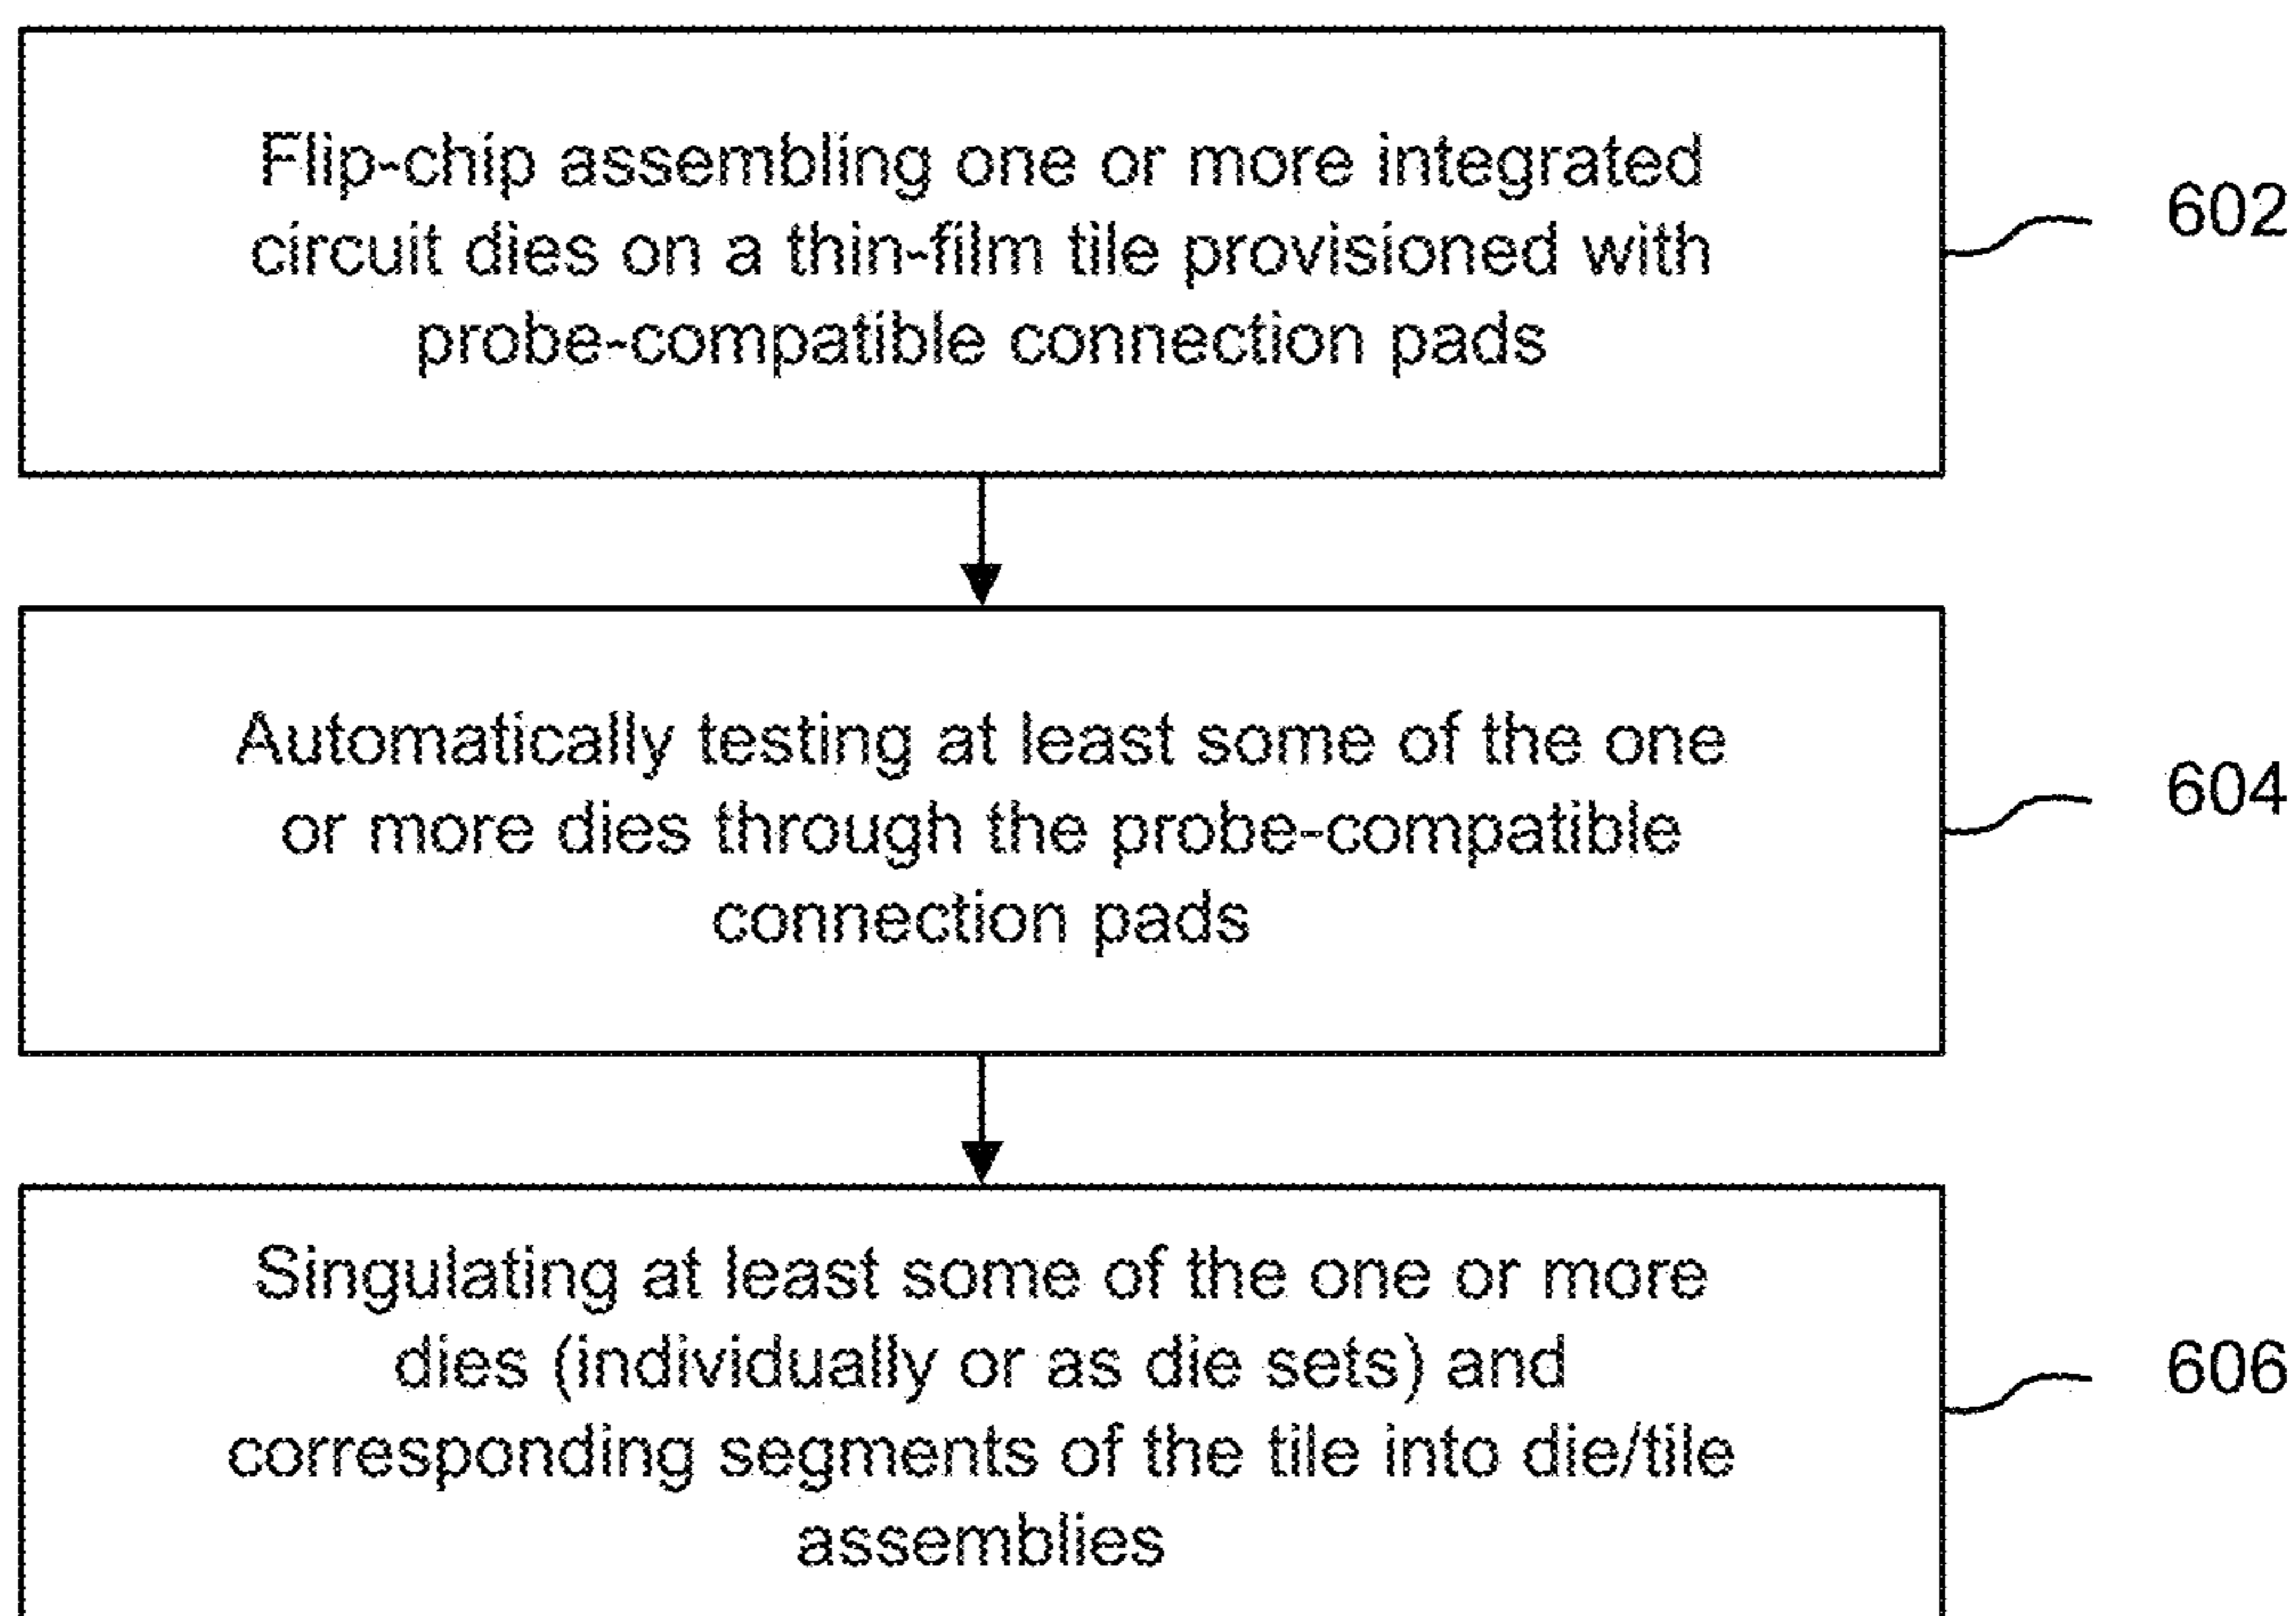 Flip-chip assembling one or more integrated
circuit dies on a thin-film tile provisioned with
probe-compatible connection pads
602
Automatically testing at least some of the one
or more dies through the probe-compatible
connection pads
604
Singulating at least some of the one or more
dies (individually or as die sets) and
corresponding segments of the tile into die/tile
assemblies
606